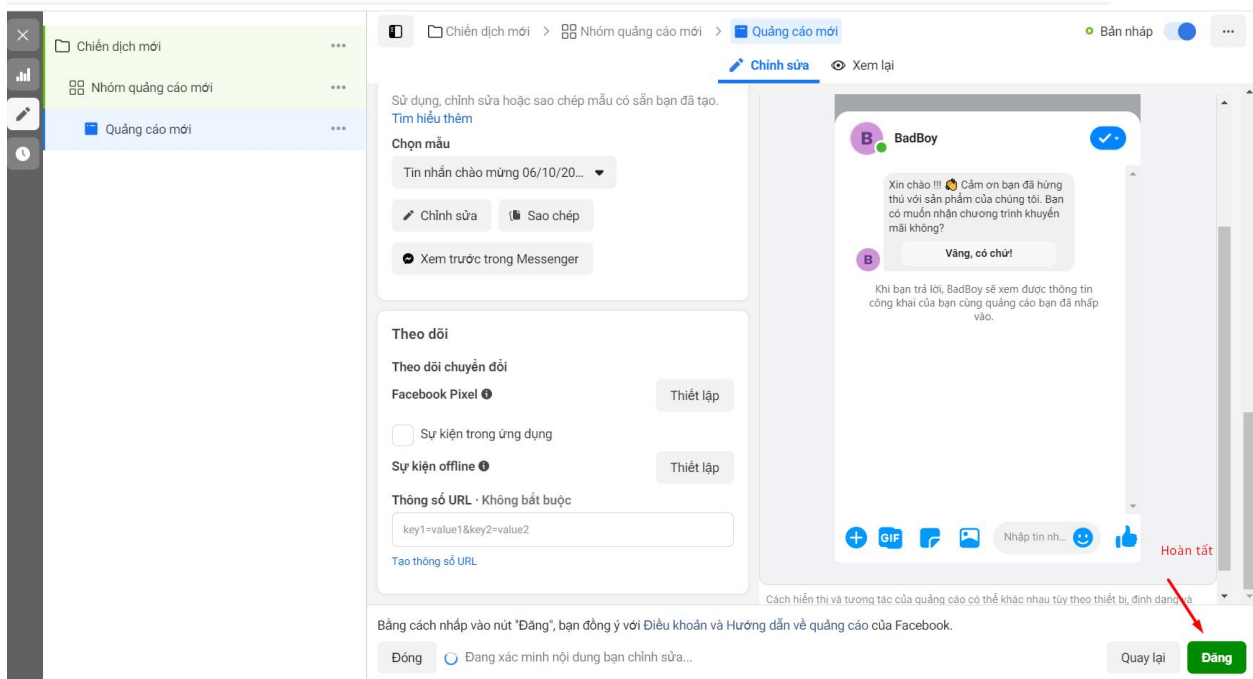 Chiến dịch mới
Nhóm quảng cáo mới
Quảng cáo mới
Chiến dịch mới > Nhóm quảng cáo mới > Quảng cáo mới
Bản nháp
Chỉnh sửa
Xem lại
Sử dụng, chỉnh sửa hoặc sao chép mẫu có sẵn bạn đã tạo.
Tìm hiểu thêm
Chọn mẫu
Tin nhắn chào mừng 06/10/20...
Chỉnh sửa
Sao chép
Xem trước trong Messenger
Theo dõi
Theo dõi chuyển đổi
Facebook Pixel
Thiết lập
Sự kiện trong ứng dụng
Sự kiện offline
Thiết lập
Thông số URL · Không bắt buộc
key1=value1&key2=value2
Tạo thông số URL
B
BadBoy
Xin chào !!! 👏 Cảm ơn bạn đã hứng
thú với sản phẩm của chúng tôi. Bạn
có muốn nhận chương trình khuyến
mãi không?
Vâng, có chứ!
B
Khi bạn trả lời, BadBoy sẽ xem được thông tin
công khai của bạn cùng quảng cáo bạn đã nhấp
vào.
GIF
Nhập tin nh...
Hoàn tất
Cách hiển thị và tương tác của quảng cáo có thể khác nhau tùy theo thiết bị, định dạng và
Bằng cách nhấp vào nút "Đăng", bạn đồng ý với Điều khoản và Hướng dẫn về quảng cáo của Facebook.
Đóng
Đang xác minh nội dung bạn chỉnh sửa...
Quay lại
Đăng